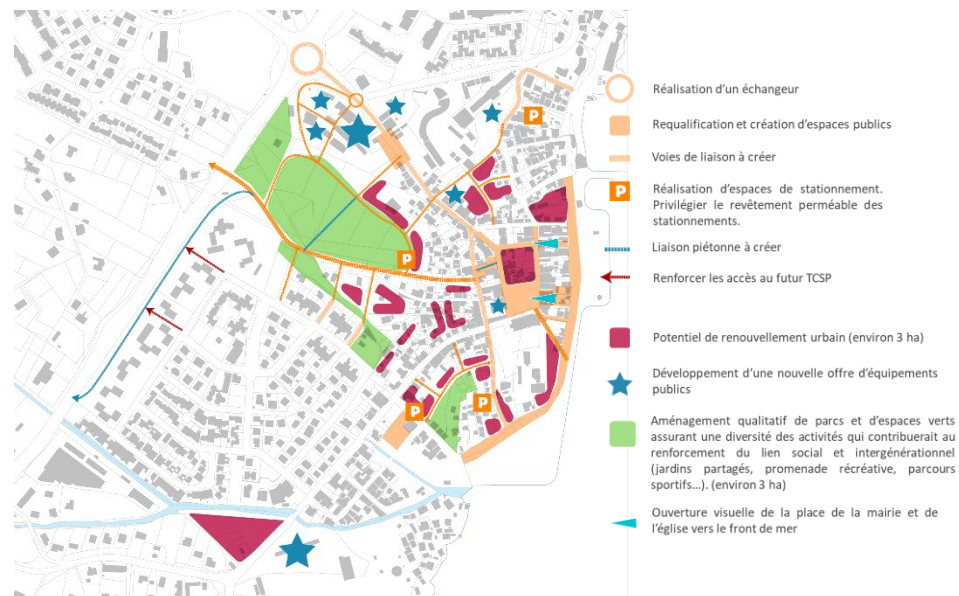 Réalisation d'un échangeur
Requalification et création d'espaces publics
P
Voies de liaison à créer
P
Réalisation d'espaces de stationnement.
Privilégier le revêtement perméable des
stationnements.
Liaison piétonne à créer
P
Renforcer les accès au futur TCSP
Potentiel de renouvellement urbain (environ 3 ha)
Développement d'une nouvelle offre d'équipements
publics
P
P
Aménagement qualitatif de parcs et d'espaces verts
assurant une diversité des activités qui contribuerait au
renforcement du lien social et intergénérationnel
(jardins partagés, promenade récréative, parcours
sportifs…). (environ 3 ha)
Ouverture visuelle de la place de la mairie et de
l'église vers le front de mer